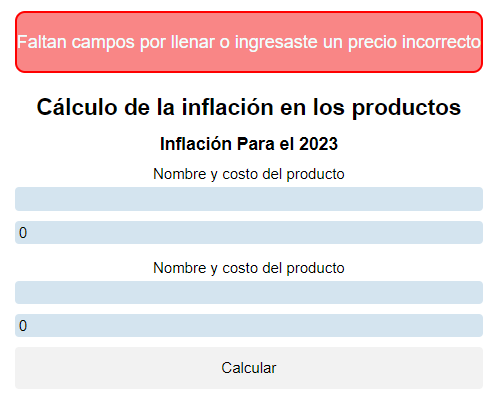 Faltan campos por llenar o ingresaste un precio incorrecto
Cálculo de la inflación en los productos
Inflación Para el 2023
Nombre y costo del producto
0
Nombre y costo del producto
0
Calcular